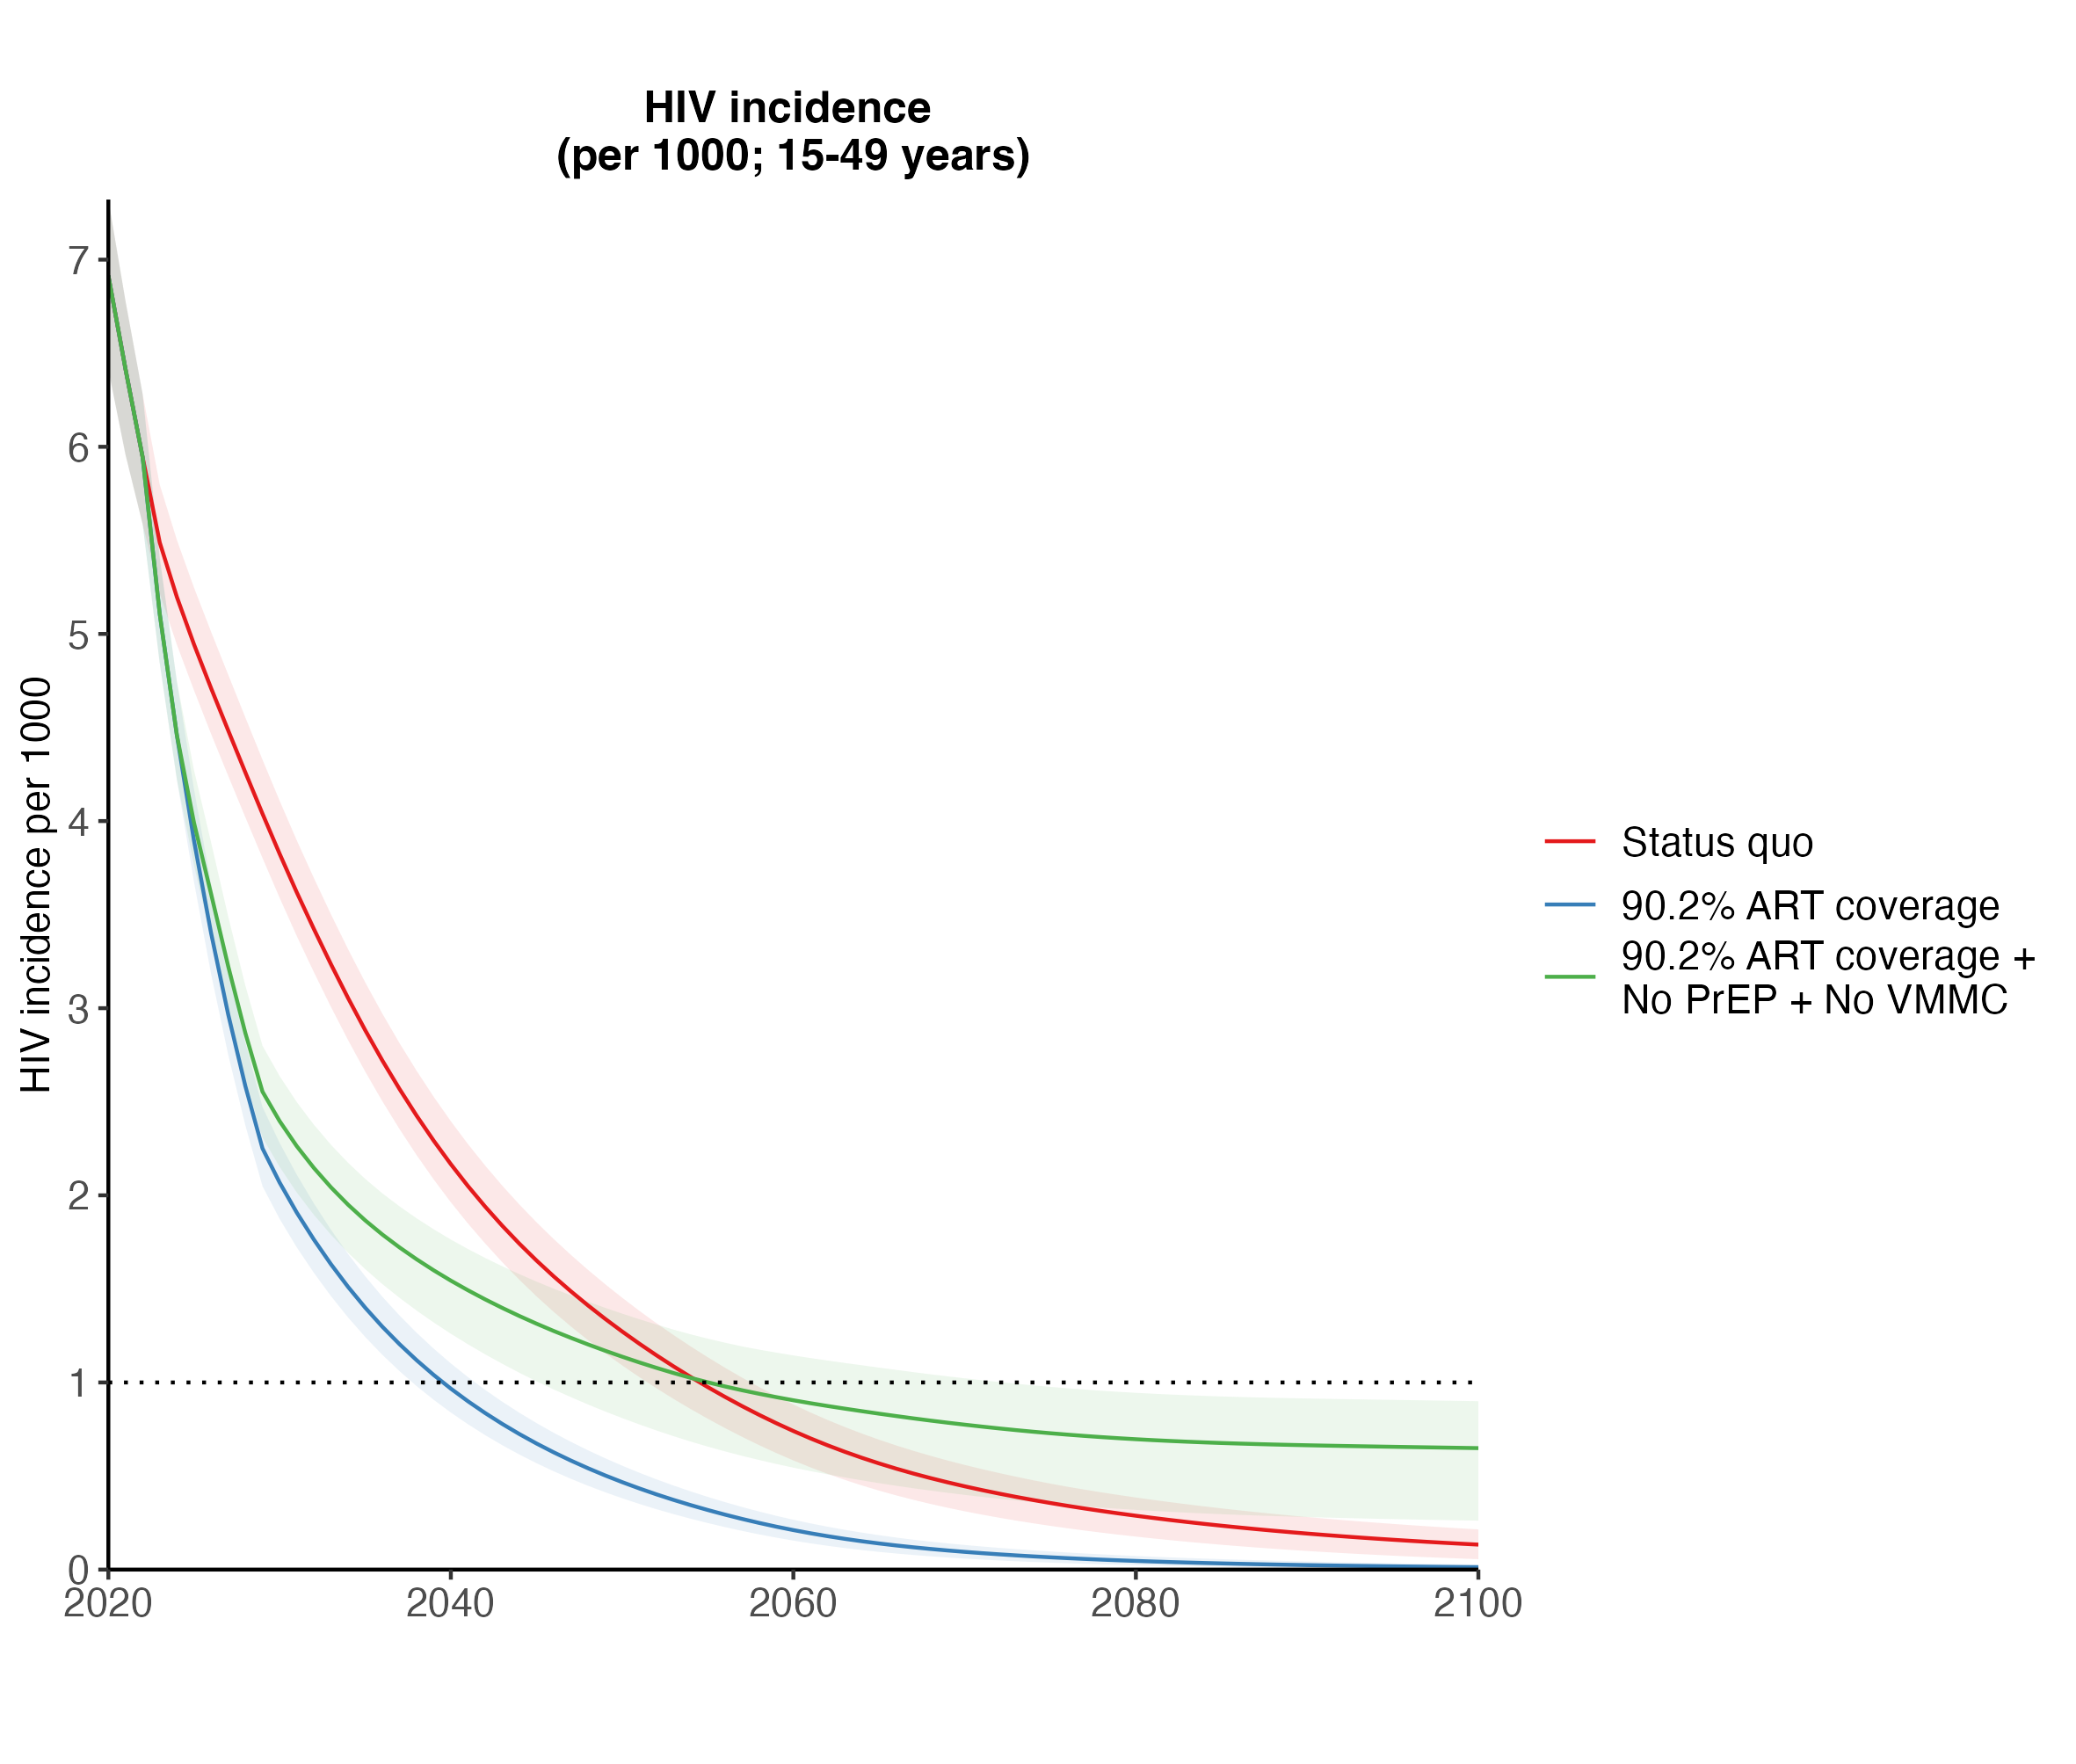 HIV incidence
(per 1000; 15-49 years)
HIV incidence per 1000
7
6
5
4
3
2
1
0
2020
2040
2060
2080
2100
Status quo
90.2% ART coverage
90.2% ART coverage +
No PrEP + No VMMC